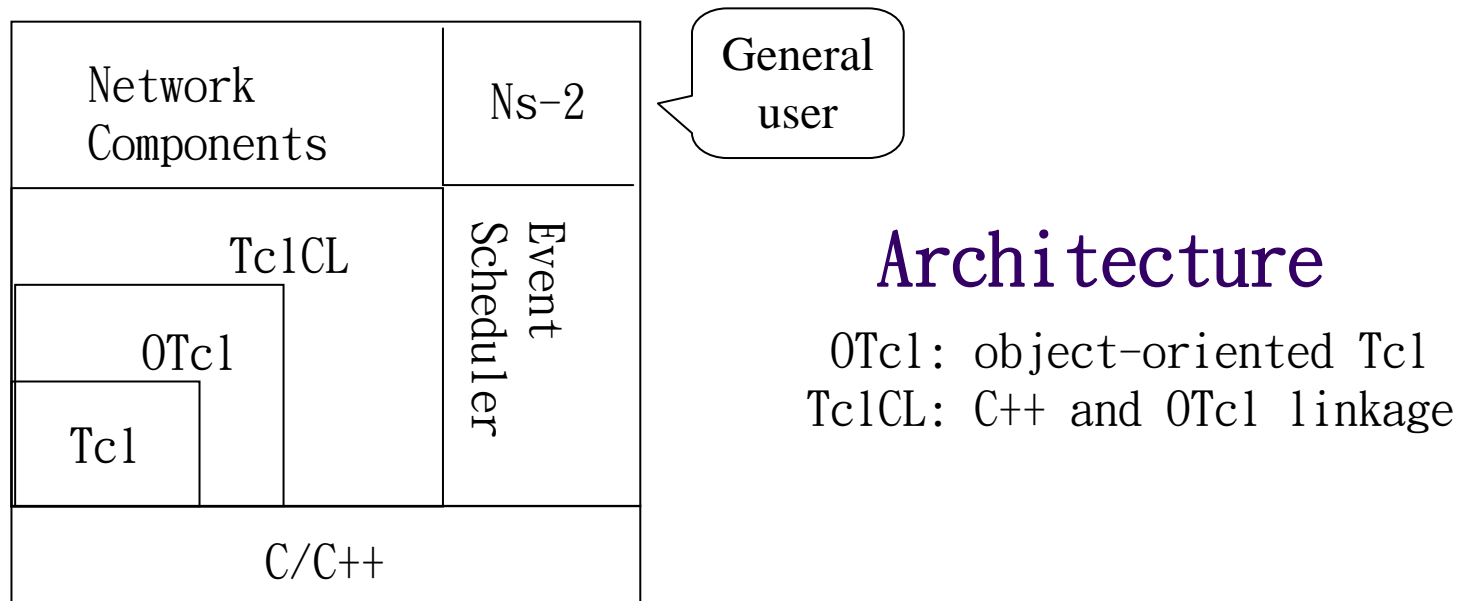 Network
Components
Ns-2
General
user
TclCL
OTcl
Tcl
Event
Scheduler
C/C++
Architecture
OTcl: object-oriented Tcl
TclCL: C++ and OTcl linkage